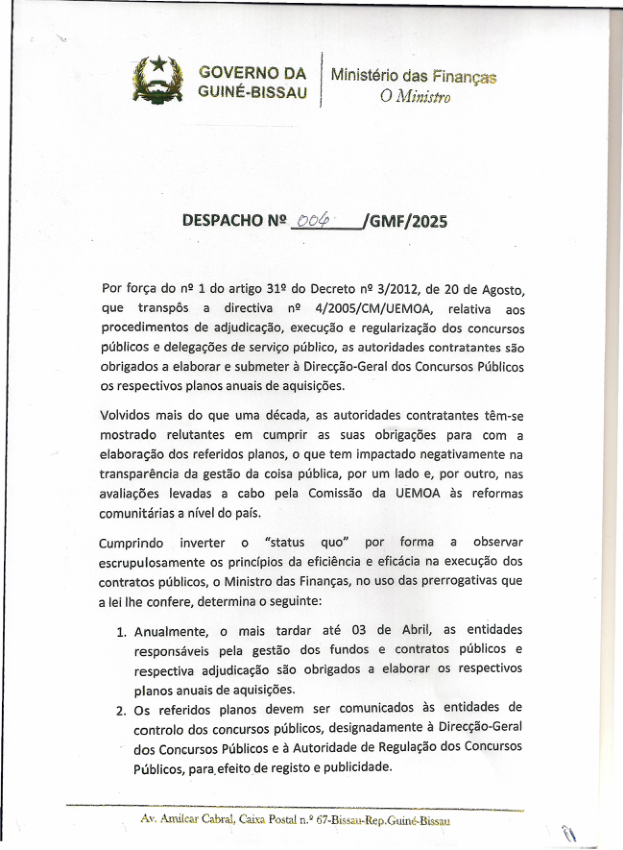 GOVERNO DA
GUINÉ-BISSAU
Ministério das Finanças
O Ministro
DESPACHO Nº 004 /GMF/2025
Por força do nº 1 do artigo 31º do Decreto nº 3/2012, de 20 de Agosto,
que transpôs a directiva nº 4/2005/CM/UEMOA, relativa aos
procedimentos de adjudicação, execução e regularização dos concursos
públicos e delegações de serviço público, as autoridades contratantes são
obrigados a elaborar e submeter à Direcção-Geral dos Concursos Públicos
os respectivos planos anuais de aquisições.
Volvidos mais do que uma década, as autoridades contratantes têm-se
mostrado relutantes em cumprir as suas obrigações para com a
elaboração dos referidos planos, o que tem impactado negativamente na
transparência da gestão da coisa pública, por um lado e, por outro, nas
avaliações levadas a cabo pela Comissão da UEMOA às reformas
comunitárias a nível do país.
Cumprindo inverter o "status quo" por forma a observar
escrupulosamente os princípios da eficiência e eficácia na execução dos
contratos públicos, o Ministro das Finanças, no uso das prerrogativas que
a lei lhe confere, determina o seguinte:
1. Anualmente, o mais tardar até 03 de Abril, as entidades
responsáveis pela gestão dos fundos e contratos públicos e
respectiva adjudicação são obrigados a elaborar os respectivos
planos anuais de aquisições.
2. Os referidos planos devem ser comunicados às entidades de
controlo dos concursos públicos, designadamente à Direcção-Geral
dos Concursos Públicos e à Autoridade de Regulação dos Concursos
Públicos, para efeito de registo e publicidade.
Av. Amilcar Cabral, Caixa Postal n.º 67-Bissau-Rep.Guiné-Bissau